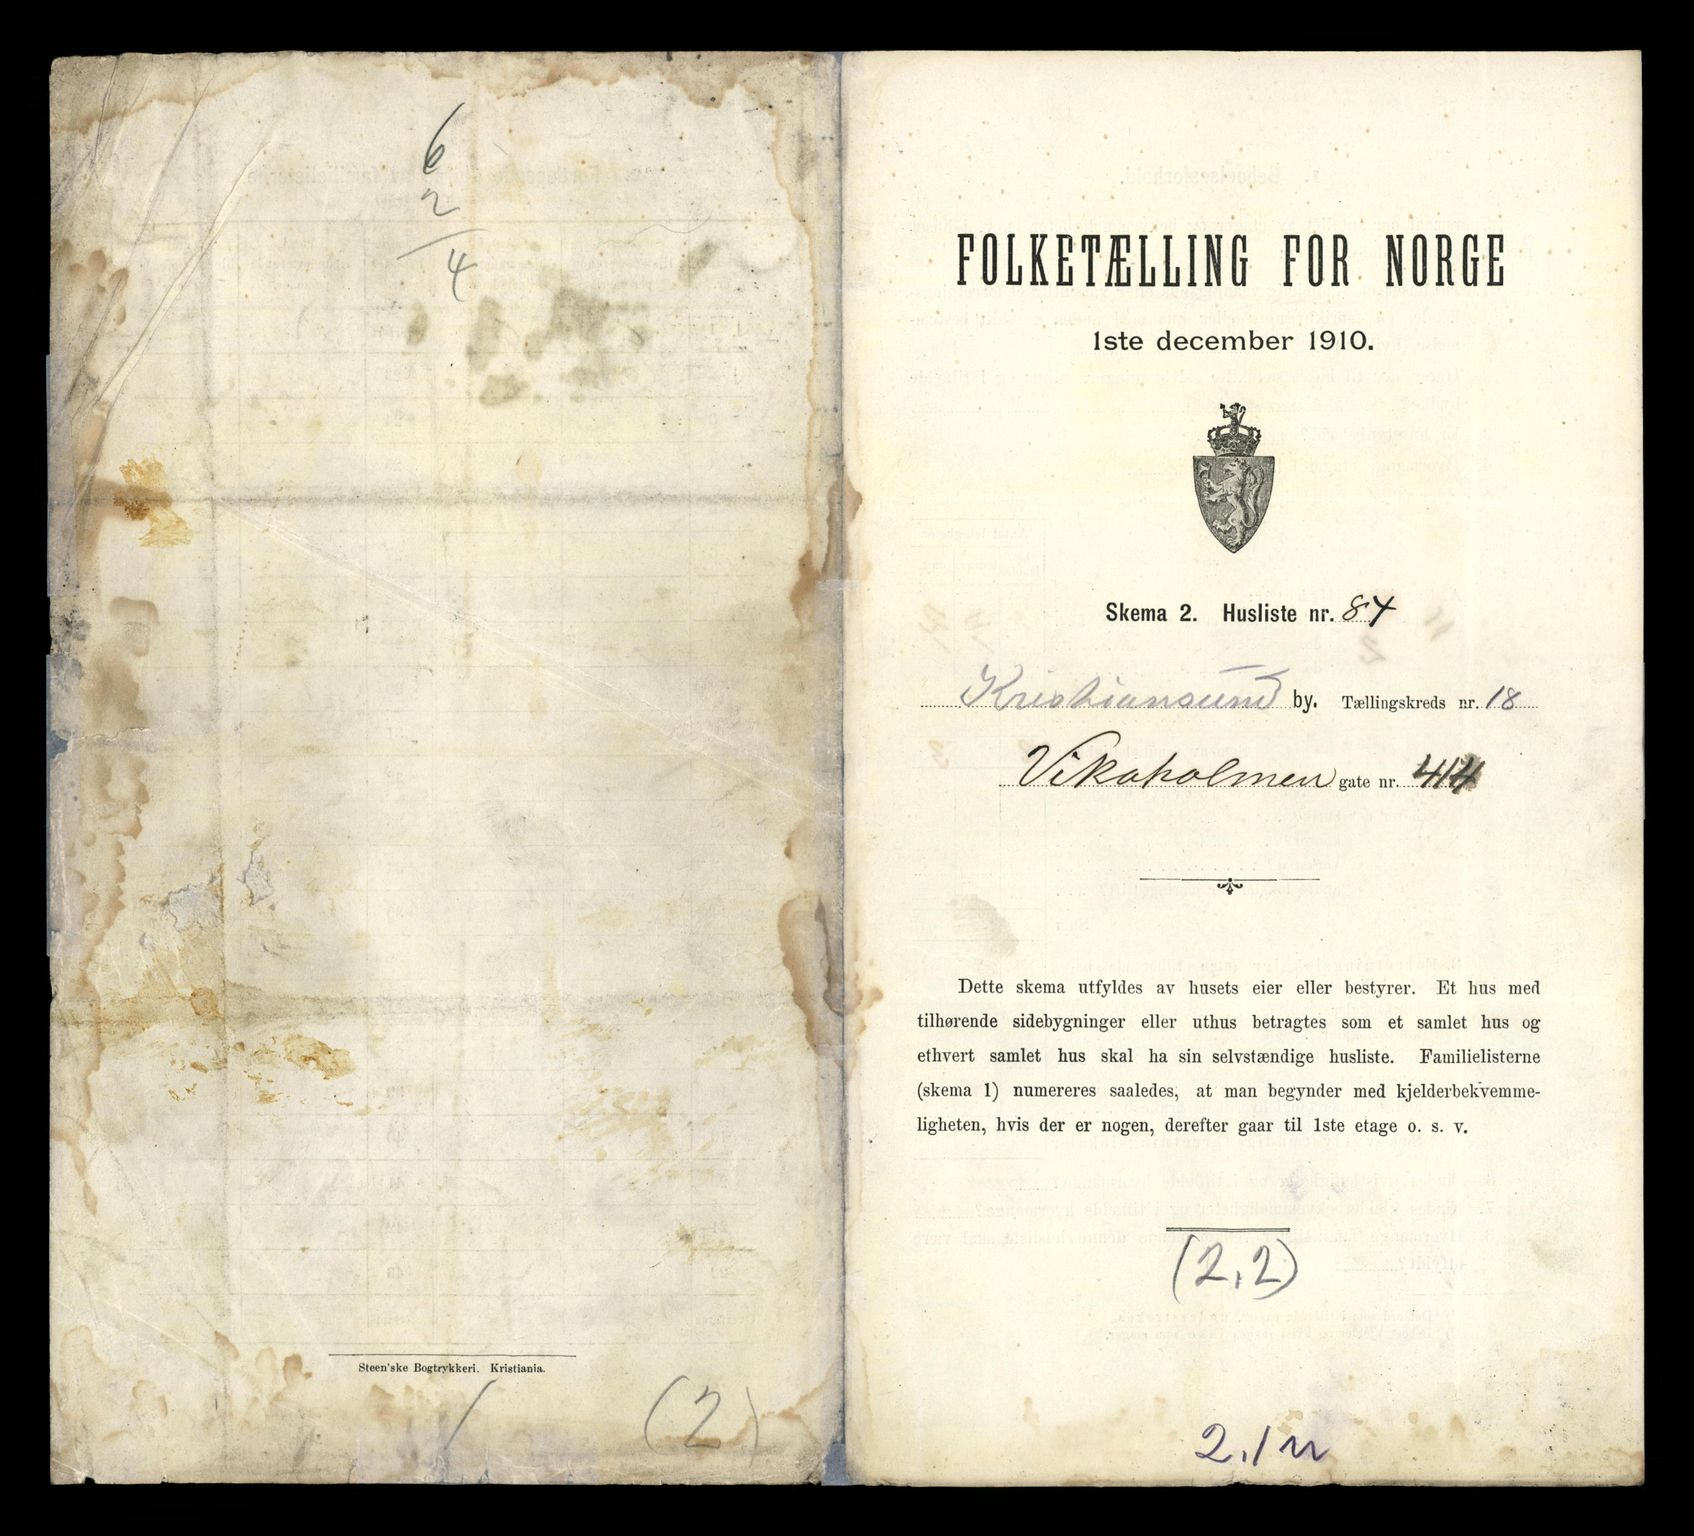 6
2
4
Steen'ske Bogtrykkeri. Kristiania.
(2)
FOLKETÆLLING FOR NORGE
1ste december 1910.
Skema 2. Husliste nr. 84
Kristiansund by. Tællingskreds nr. 18
Vikaholmen gate nr. 414
Dette skema utfyldes av husets eier eller bestyrer. Et hus med
tilhørende sidebygninger eller uthus betragtes som et samlet hus og
ethvert samlet hus skal ha sin selvstændige husliste. Familielisterne
(skema 1) numereres saaledes, at man begynder med kjelderbekvemme-
ligheten, hvis der er nogen, derefter gaar til 1ste etage o. s. v.
(2,2)
2.1 n